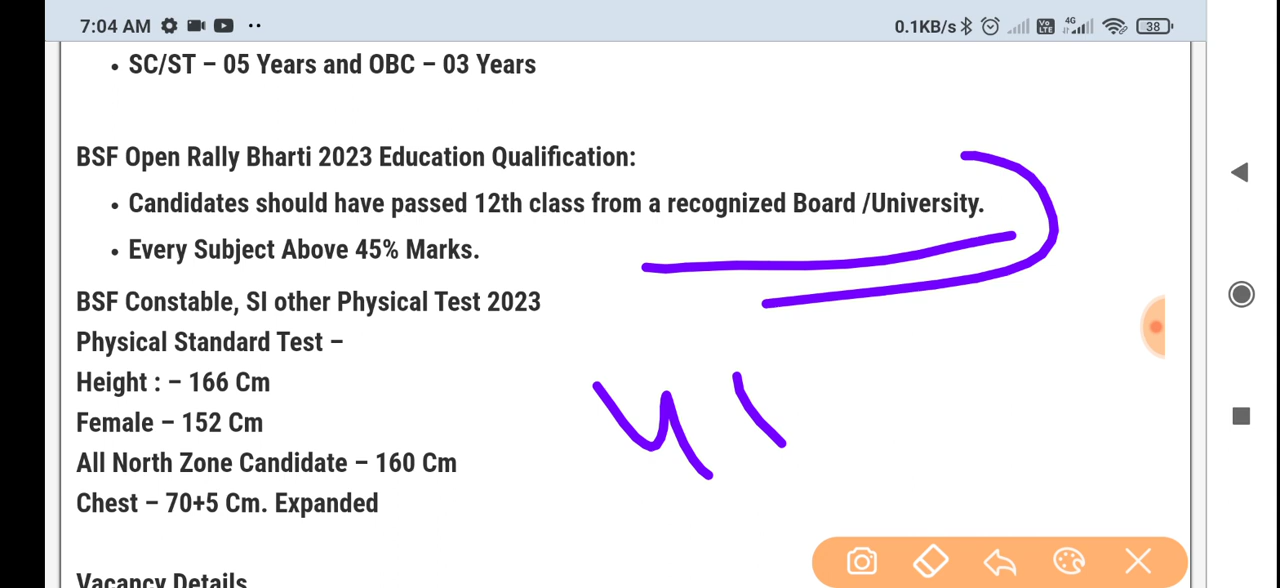 7:04 AM 0.1KB/s Vo LTE 4G 38
• SC/ST – 05 Years and OBC – 03 Years
BSF Open Rally Bharti 2023 Education Qualification:
• Candidates should have passed 12th class from a recognized Board /University.
• Every Subject Above 45% Marks.
BSF Constable, SI other Physical Test 2023
Physical Standard Test –
Height : – 166 Cm
Female – 152 Cm
All North Zone Candidate – 160 Cm
Chest – 70+5 Cm. Expanded
Vacancy Details